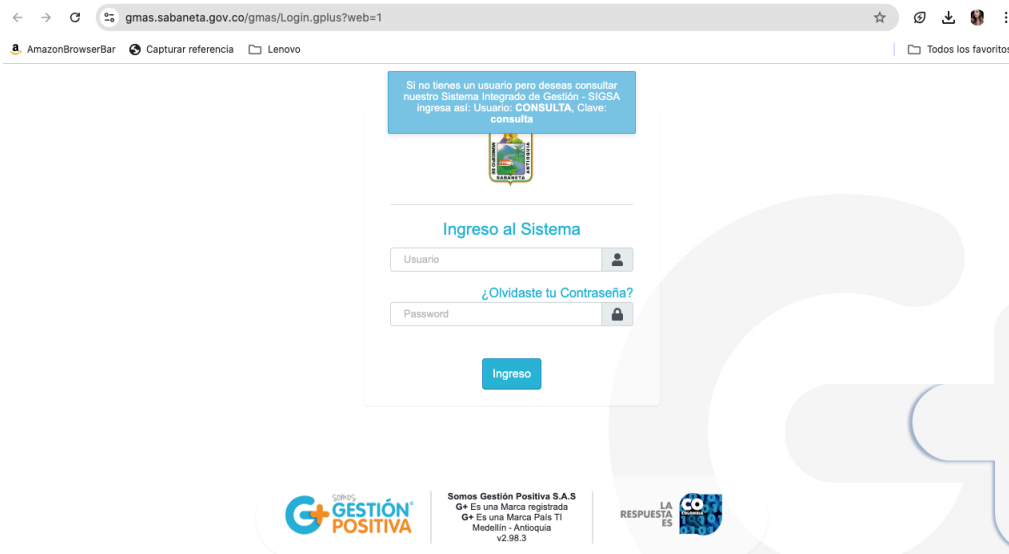 gmas.sabaneta.gov.co/gmas/Login.gplus?web=1
AmazonBrowserBar
Capturar referencia
Lenovo
Todos los favoritos
Si no tienes un usuario pero deseas consultar
nuestro Sistema Integrado de Gestión - SIGSA
ingresa así: Usuario: CONSULTA, Clave:
consulta
MUNICIPIO DE
ANTIOQUIA
SABANETA
Ingreso al Sistema
Usuario
¿Olvidaste tu Contraseña?
Password
Ingreso
SOMOS
GESTIÓN
POSITIVA
Somos Gestión Positiva S.A.S
G+ Es una Marca registrada
G+ Es una Marca País TI
Medellín - Antioquia
v2.98.3
LA
RESPUESTA
ES
CO
COLOMBIA